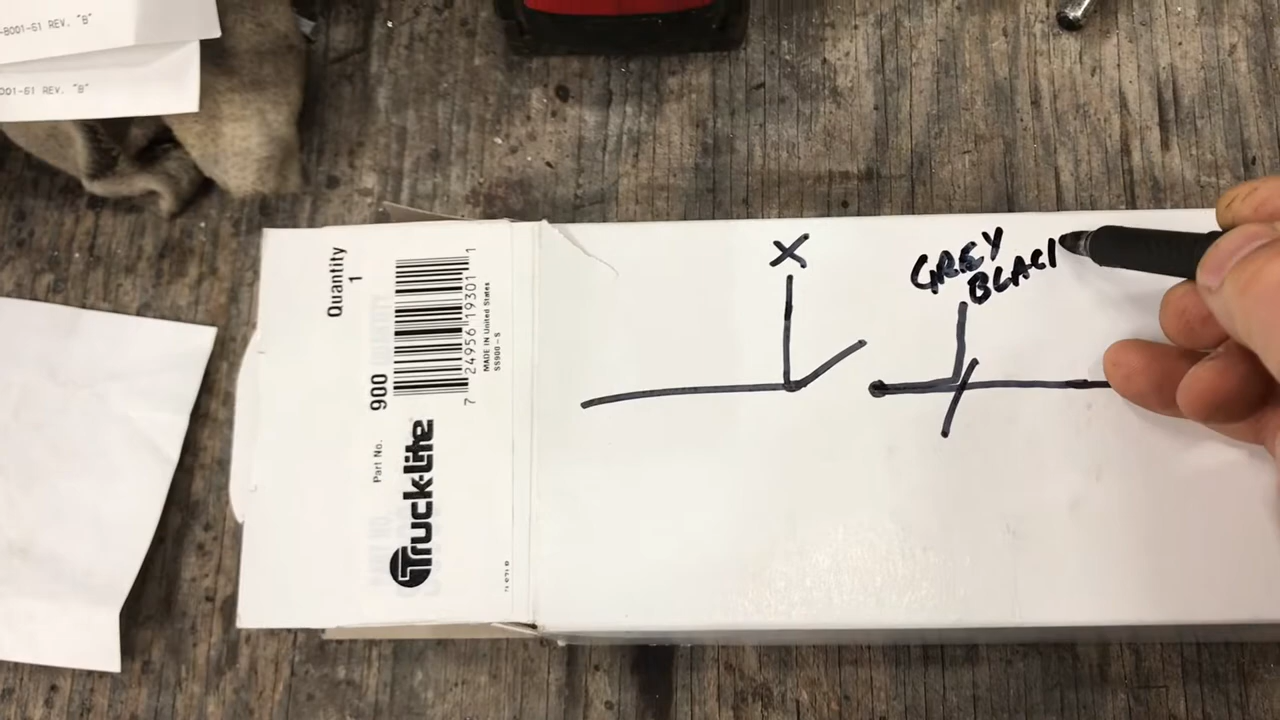 -8001-61 REV. "B"
001-61 REV. "B"
Quantity
1
7 24956 19301 1
MADE IN United States
SS900-S
Part No. 900
Truck-Lite
X
GREY
BLAC